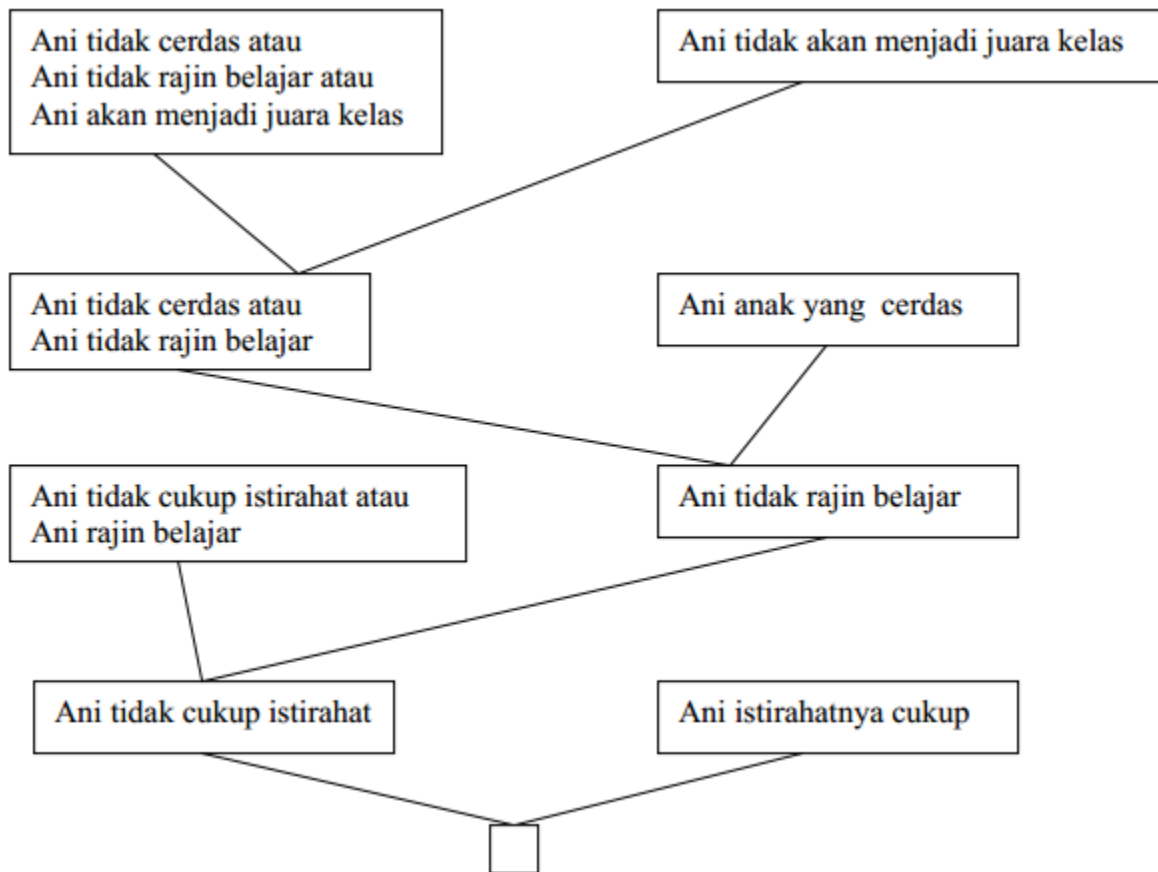 Ani tidak cerdas atau
Ani tidak rajin belajar atau
Ani akan menjadi juara kelas
Ani tidak akan menjadi juara kelas
Ani tidak cerdas atau
Ani tidak rajin belajar
Ani anak yang  cerdas
Ani tidak cukup istirahat atau
Ani rajin belajar
Ani tidak rajin belajar
Ani tidak cukup istirahat
Ani istirahatnya cukup